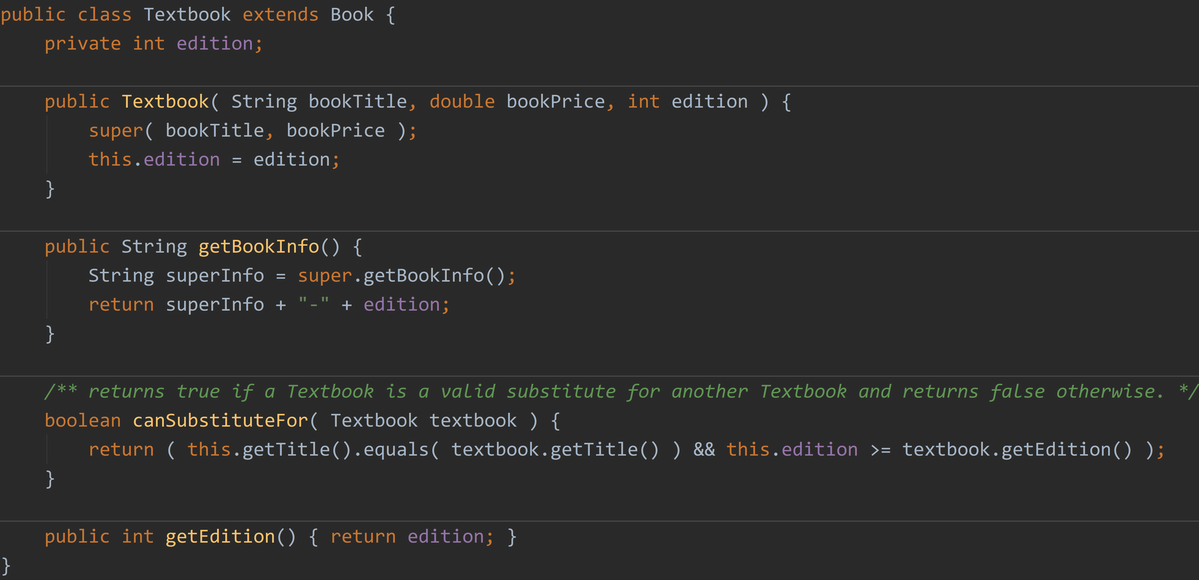 public class Textbook extends Book {
    private int edition;

    public Textbook( String bookTitle, double bookPrice, int edition ) {
        super( bookTitle, bookPrice );
        this.edition = edition;
    }

    public String getBookInfo() {
        String superInfo = super.getBookInfo();
        return superInfo + "-" + edition;
    }

    /** returns true if a Textbook is a valid substitute for another Textbook and returns false otherwise. */
    boolean canSubstituteFor( Textbook textbook ) {
        return ( this.getTitle().equals( textbook.getTitle() ) && this.edition >= textbook.getEdition() );
    }

    public int getEdition() { return edition; }
}